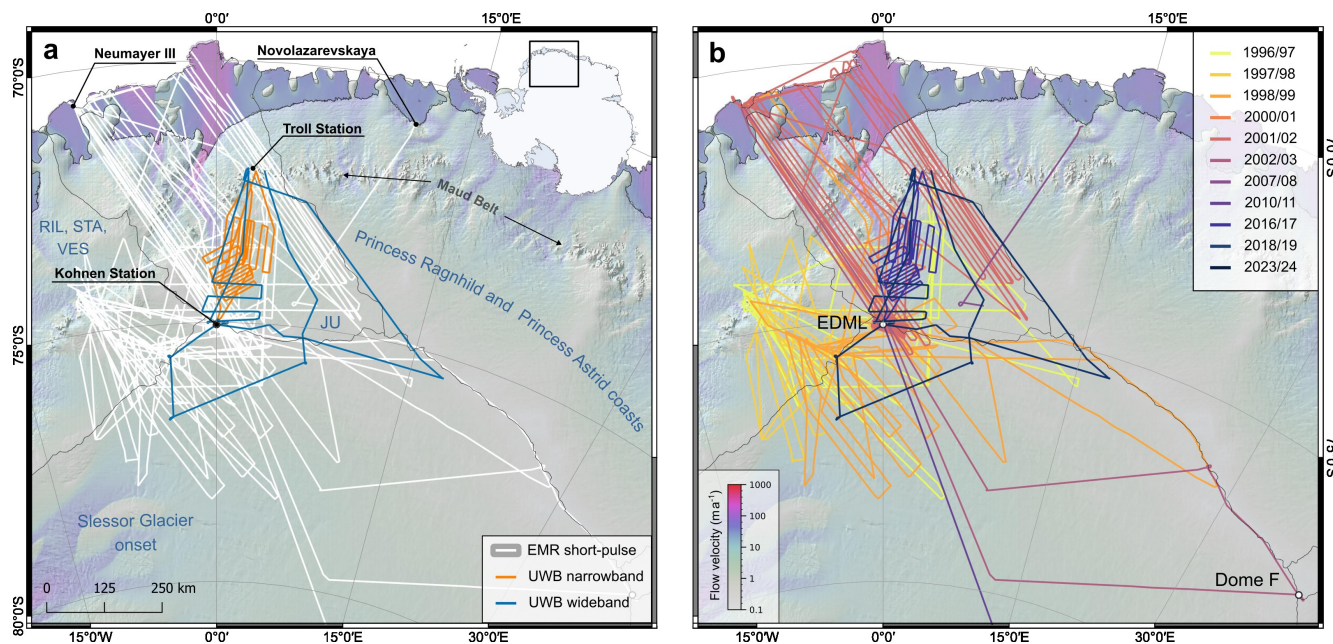 0°0′
15°0′E
a
Neumayer III
Novolazarevskaya
70°0′S
Troll Station
Maud Belt
RIL, STA,
VES
Princess Ragnhild and Princess Astrid coasts
Kohnen Station
JU
75°0′S
Slessor Glacier
onset
EMR short-pulse
UWB narrowband
UWB wideband
0 125 250 km
80°0′S
15°0′W
0°0′
15°0′E
30°0′E
0°0′
15°0′E
b
1996/97
1997/98
1998/99
2000/01
2001/02
2002/03
2007/08
2010/11
2016/17
2018/19
2023/24
70°0′S
EDML
75°0′S
Flow velocity (m a⁻¹)
1000
100
10
1
0.1
Dome F
15°0′W
0°0′
15°0′E
30°0′E